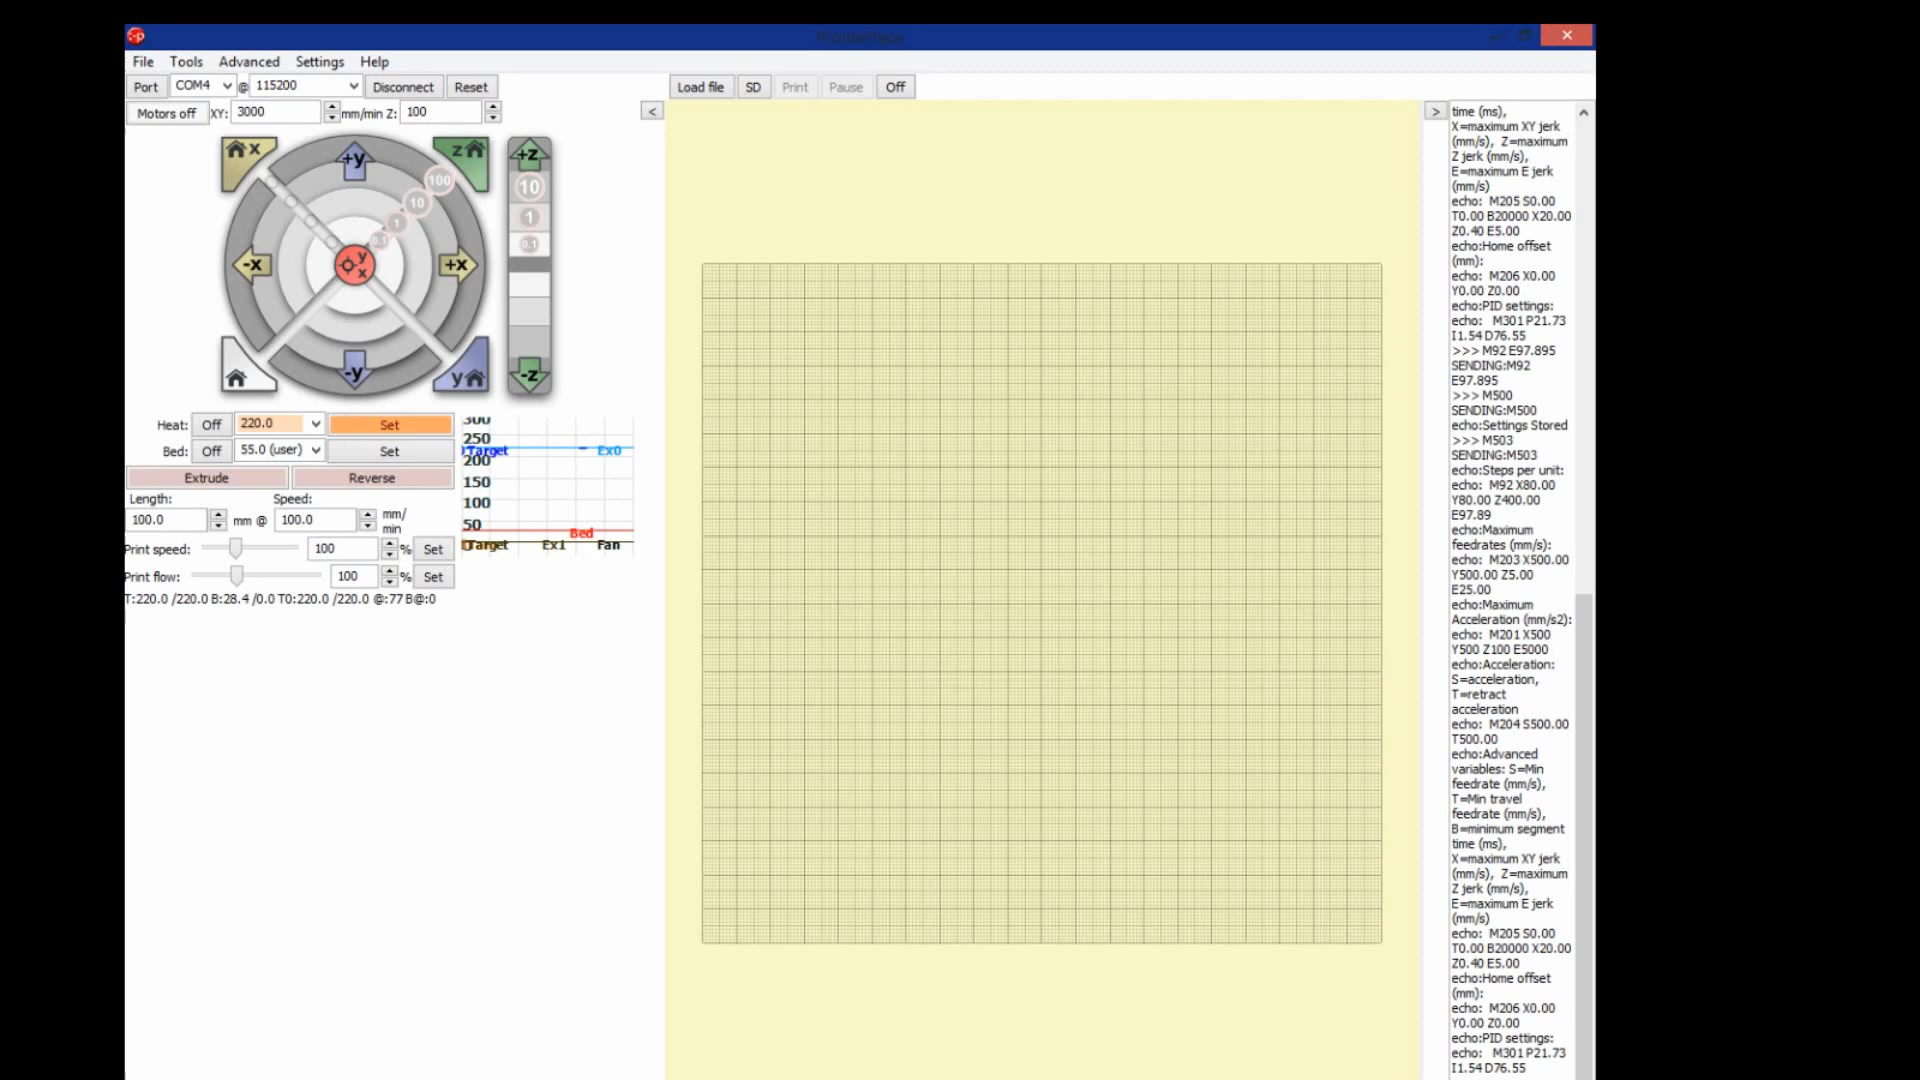 Pronterface
File Tools Advanced Settings Help
Port COM4 @ 115200 Disconnect Reset
Load file SD Print Pause Off
Motors off XY: 3000 mm/min Z: 100
< >
x z
+y +z
100 10
10 1
1 0.1
0.1
-x y x +x
-y -z
y
Heat: Off 220.0 Set
Bed: Off 55.0 (user) Set
Extrude Reverse
Length: Speed:
100.0 mm @ 100.0 mm/
min
Print speed: 100 % Set
Print flow: 100 % Set
T:220.0 /220.0 B:28.4 /0.0 T0:220.0 /220.0 @:77 B@:0
300
250
Target Ex0
200
150
100
50
Bed
Target Ex1 Fan
time (ms),
X=maximum XY jerk
(mm/s), Z=maximum
Z jerk (mm/s),
E=maximum E jerk
(mm/s)
echo: M205 S0.00
T0.00 B20000 X20.00
Z0.40 E5.00
echo:Home offset
(mm):
echo: M206 X0.00
Y0.00 Z0.00
echo:PID settings:
echo: M301 P21.73
I1.54 D76.55
>>> M92 E97.895
SENDING:M92
E97.895
>>> M500
SENDING:M500
echo:Settings Stored
>>> M503
SENDING:M503
echo:Steps per unit:
echo: M92 X80.00
Y80.00 Z400.00
E97.89
echo:Maximum
feedrates (mm/s):
echo: M203 X500.00
Y500.00 Z5.00
E25.00
echo:Maximum
Acceleration (mm/s2):
echo: M201 X500
Y500 Z100 E5000
echo:Acceleration:
S=acceleration,
T=retract
acceleration
echo: M204 S500.00
T500.00
echo:Advanced
variables: S=Min
feedrate (mm/s),
T=Min travel
feedrate (mm/s),
B=minimum segment
time (ms),
X=maximum XY jerk
(mm/s), Z=maximum
Z jerk (mm/s),
E=maximum E jerk
(mm/s)
echo: M205 S0.00
T0.00 B20000 X20.00
Z0.40 E5.00
echo:Home offset
(mm):
echo: M206 X0.00
Y0.00 Z0.00
echo:PID settings:
echo: M301 P21.73
I1.54 D76.55